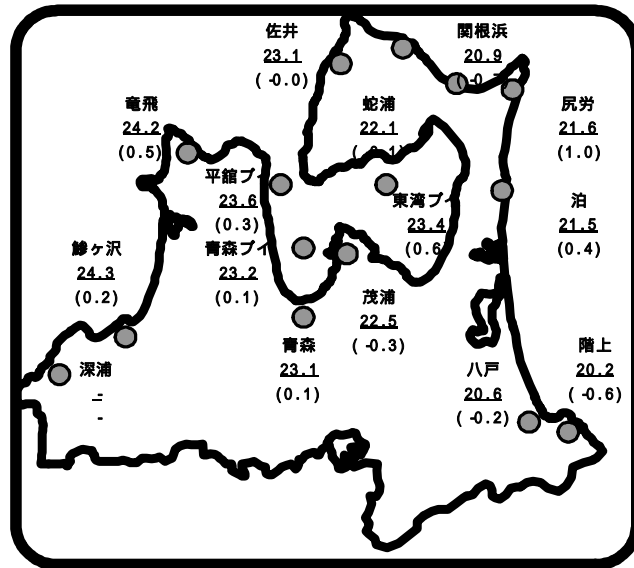 佐井
23.1
( -0.0)
関根浜
20.9
竜飛
24.2
(0.5)
蛇浦
22.1
尻労
21.6
(1.0)
平舘ブイ
23.6
(0.3)
東湾ブイ
23.4
(0.6)
泊
21.5
(0.4)
鰺ヶ沢
24.3
(0.2)
青森ブイ
23.2
(0.1)
茂浦
22.5
( -0.3)
深浦
-
-
青森
23.1
(0.1)
八戸
20.6
( -0.2)
階上
20.2
( -0.6)